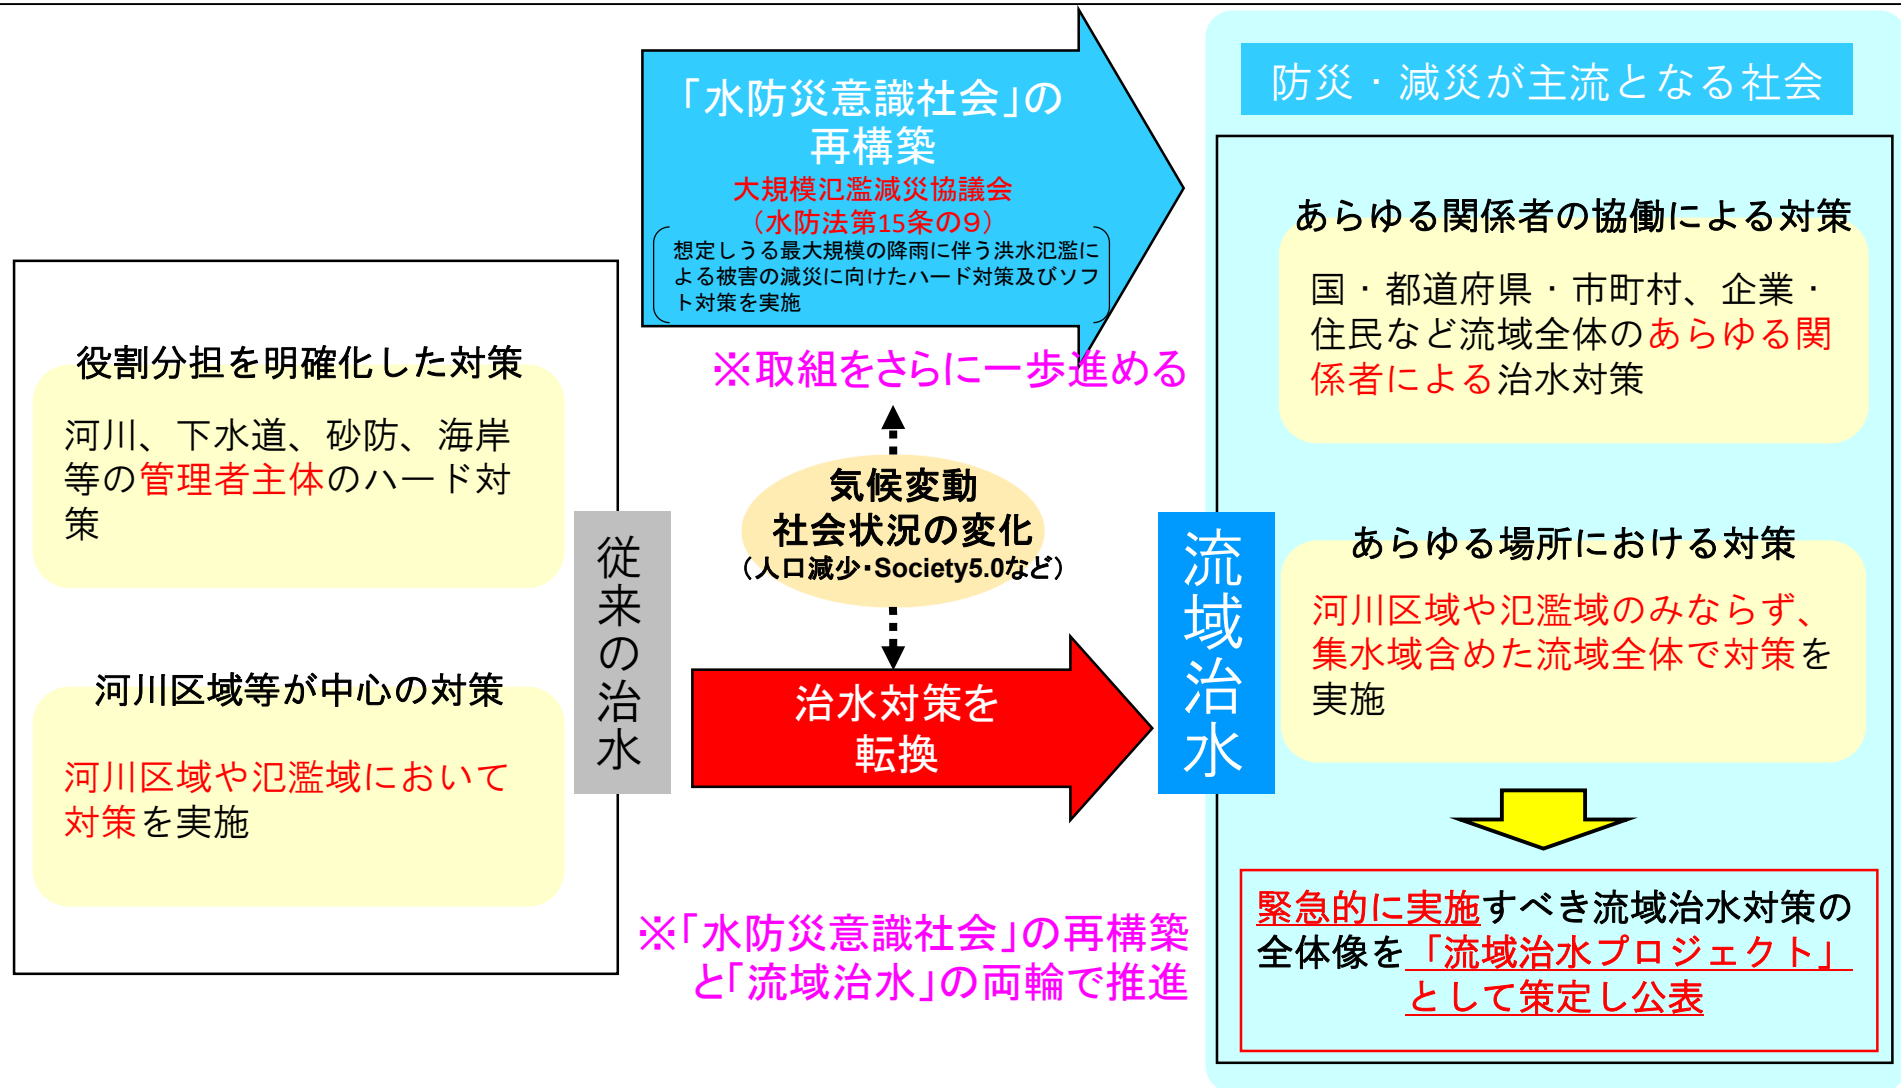 「水防災意識社会」の
再構築
大規模氾濫減災協議会
（水防法第15条の９）
想定しうる最大規模の降雨に伴う洪水氾濫に
よる被害の減災に向けたハード対策及びソフ
ト対策を実施
※取組をさらに一歩進める
役割分担を明確化した対策
河川、下水道、砂防、海岸
等の管理者主体のハード対
策
河川区域等が中心の対策
河川区域や氾濫域において
対策を実施
従来の治水
気候変動
社会状況の変化
（人口減少・Society5.0など）
治水対策を
転換
※「水防災意識社会」の再構築
と「流域治水」の両輪で推進
流域治水
防災・減災が主流となる社会
あらゆる関係者の協働による対策
国・都道府県・市町村、企業・
住民など流域全体のあらゆる関
係者による治水対策
あらゆる場所における対策
河川区域や氾濫域のみならず、
集水域含めた流域全体で対策を
実施
緊急的に実施すべき流域治水対策の
全体像を「流域治水プロジェクト」
として策定し公表